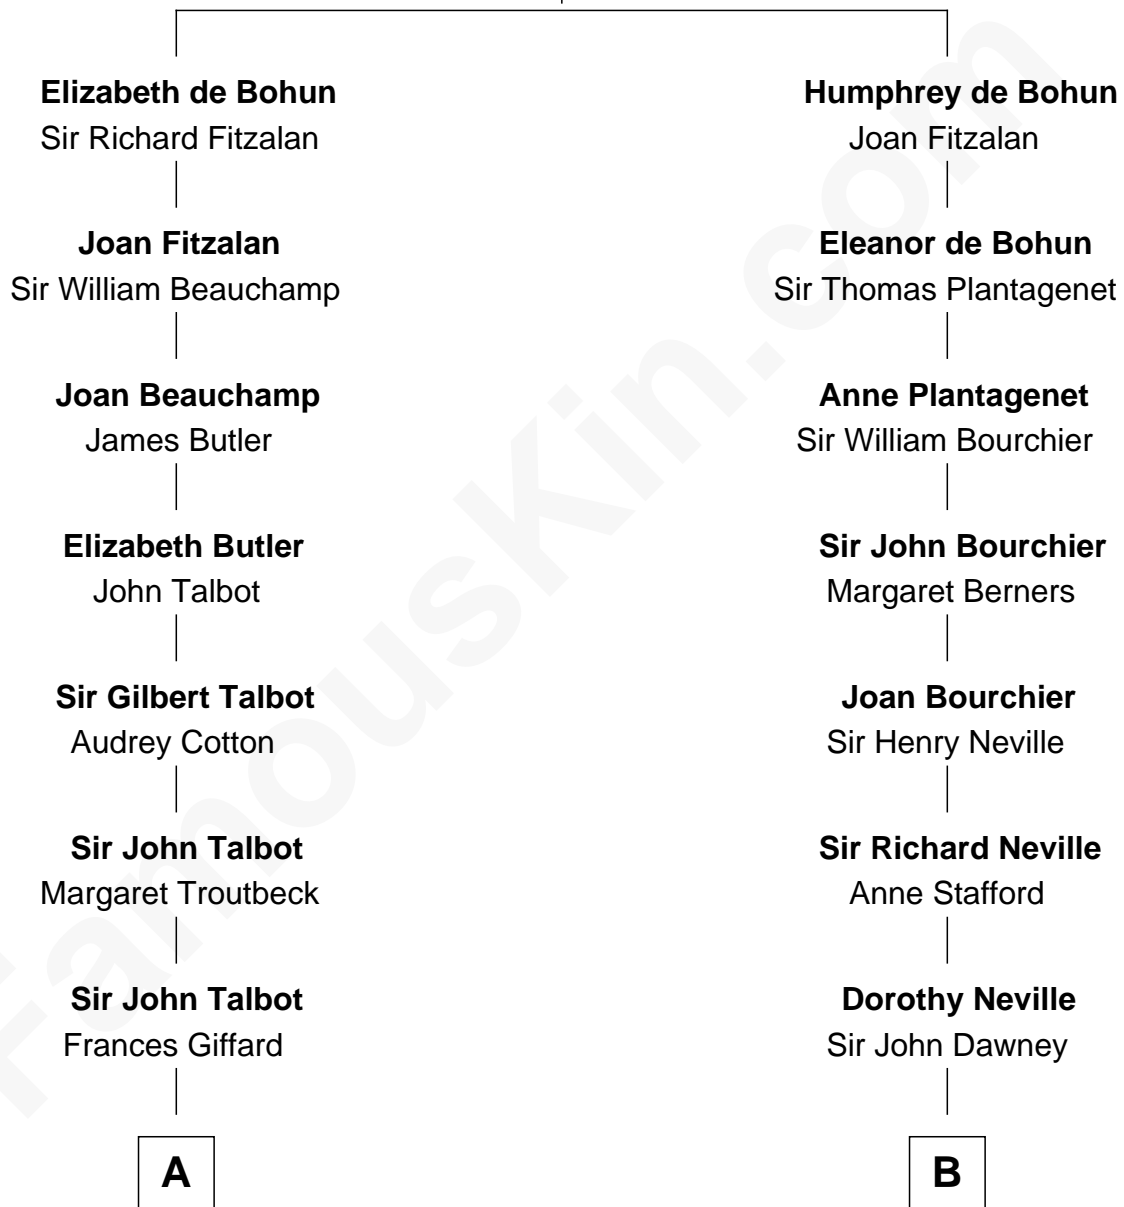 Elizabeth de Bohun
Sir Richard Fitzalan
Joan Fitzalan
Sir William Beauchamp
Joan Beauchamp
James Butler
Elizabeth Butler
John Talbot
Sir Gilbert Talbot
Audrey Cotton
Sir John Talbot
Margaret Troutbeck
Sir John Talbot
Frances Giffard
A
Humphrey de Bohun
Joan Fitzalan
Eleanor de Bohun
Sir Thomas Plantagenet
Anne Plantagenet
Sir William Bourchier
Sir John Bourchier
Margaret Berners
Joan Bourchier
Sir Henry Neville
Sir Richard Neville
Anne Stafford
Dorothy Neville
Sir John Dawney
B
FamousKin.com